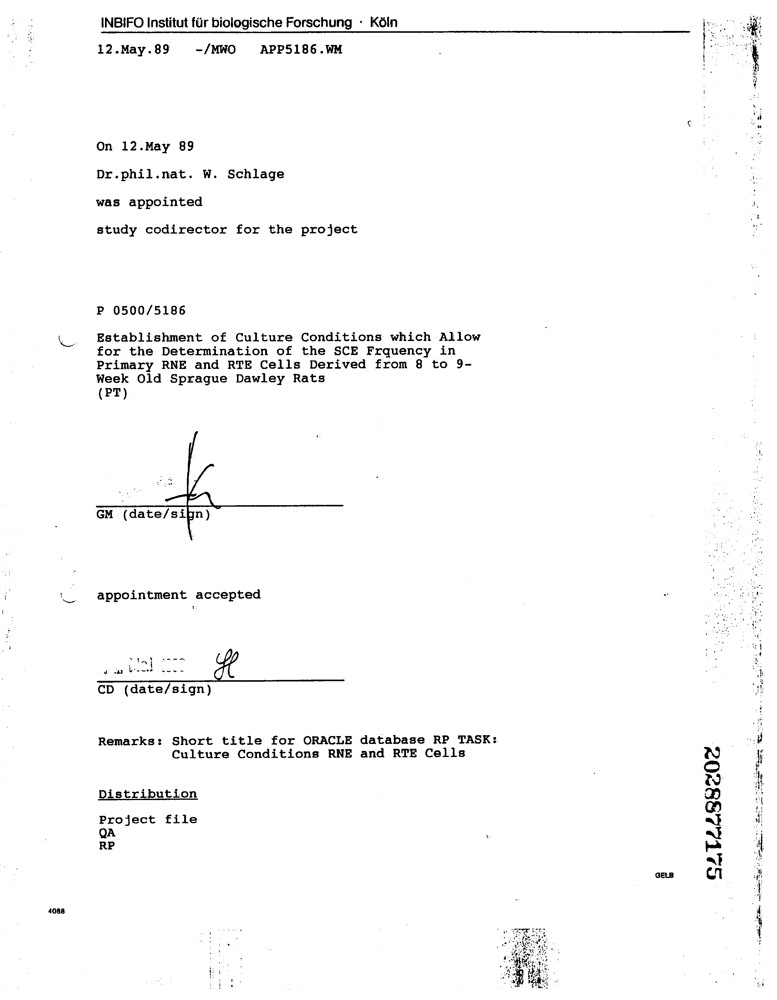 INBIFO Institut für biologische Forschung · Köln
12.May.89 -/MWO APP5186.WM
On 12.May 89
Dr.phil.nat. W. Schlage
was appointed
study codirector for the project
P 0500/5186
Establishment of Culture Conditions which Allow
for the Determination of the SCE Frquency in
Primary RNE and RTE Cells Derived from 8 to 9-
Week Old Sprague Dawley Rats
(PT)
GM (date/sign)
appointment accepted
CD (date/sign)
Remarks: Short title for ORACLE database RP TASK:
Culture Conditions RNE and RTE Cells
Distribution
Project file
QA
RP
GELB
2028877175
4088